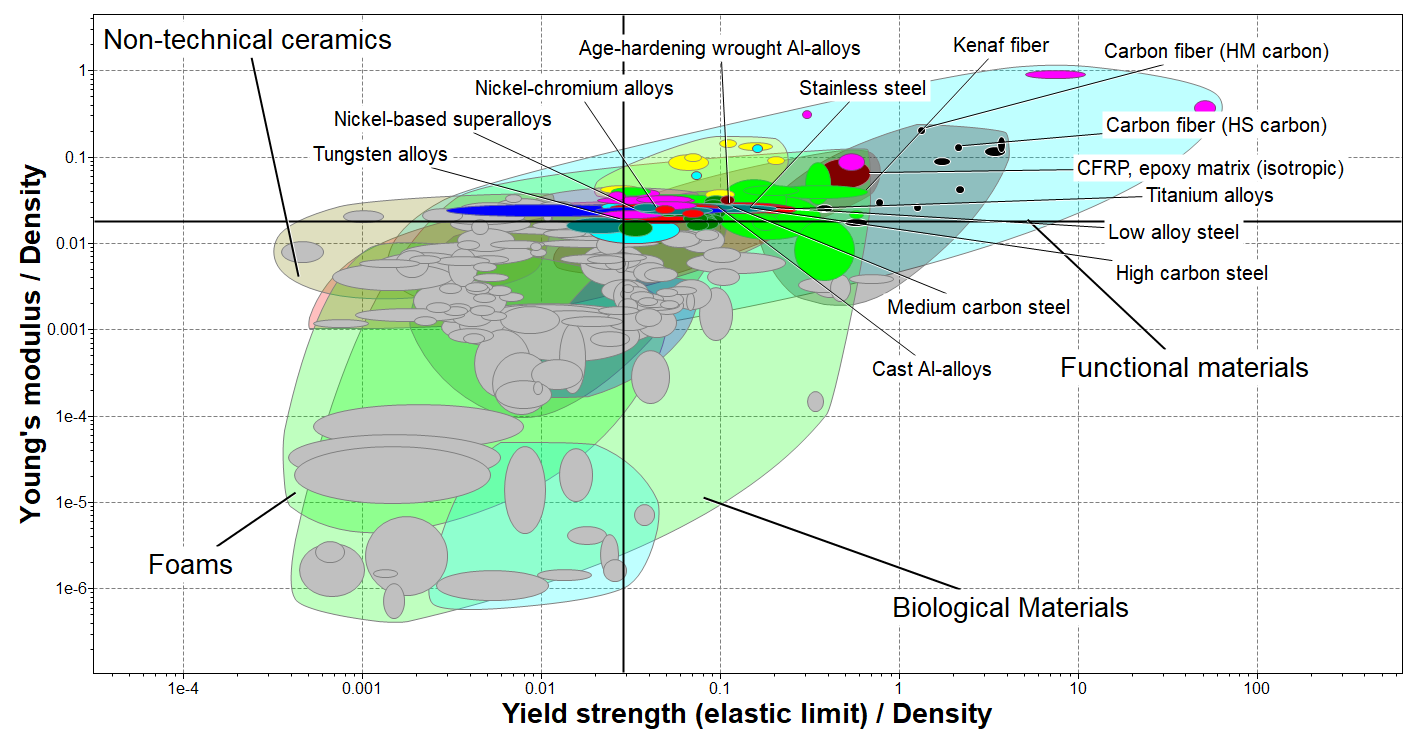 Non-technical ceramics
Age-hardening wrought Al-alloys
Kenaf fiber
Carbon fiber (HM carbon)
Nickel-chromium alloys
Stainless steel
Nickel-based superalloys
Carbon fiber (HS carbon)
Tungsten alloys
CFRP, epoxy matrix (isotropic)
Titanium alloys
Low alloy steel
High carbon steel
Medium carbon steel
Cast Al-alloys
Functional materials
Foams
Biological Materials
Young's modulus / Density
1
0.1
0.01
0.001
1e-4
1e-5
1e-6
1e-4
0.001
0.01
0.1
1
10
100
Yield strength (elastic limit) / Density